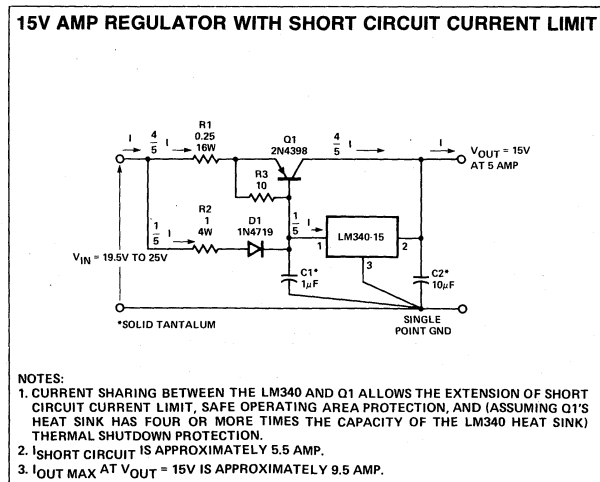 15V AMP REGULATOR WITH SHORT CIRCUIT CURRENT LIMIT
I
4/5 I
R1
0.25
16W
Q1
2N4398
4/5 I
I
VOUT = 15V
AT 5 AMP
R3
10
1/5 I
R2
1
4W
D1
1N4719
1/5 I
1
LM340-15
2
3
VIN = 19.5V TO 25V
C1*
1μF
C2*
10μF
*SOLID TANTALUM
SINGLE
POINT GND
NOTES:
1. CURRENT SHARING BETWEEN THE LM340 AND Q1 ALLOWS THE EXTENSION OF SHORT
CIRCUIT CURRENT LIMIT, SAFE OPERATING AREA PROTECTION, AND (ASSUMING Q1'S
HEAT SINK HAS FOUR OR MORE TIMES THE CAPACITY OF THE LM340 HEAT SINK)
THERMAL SHUTDOWN PROTECTION.
2. ISHORT CIRCUIT IS APPROXIMATELY 5.5 AMP.
3. IOUT MAX AT VOUT = 15V IS APPROXIMATELY 9.5 AMP.